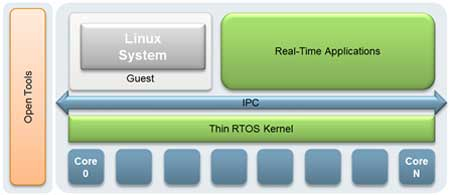 Open Tools
Linux
System
Guest
Real-Time Applications
IPC
Thin RTOS Kernel
Core
0
Core
N